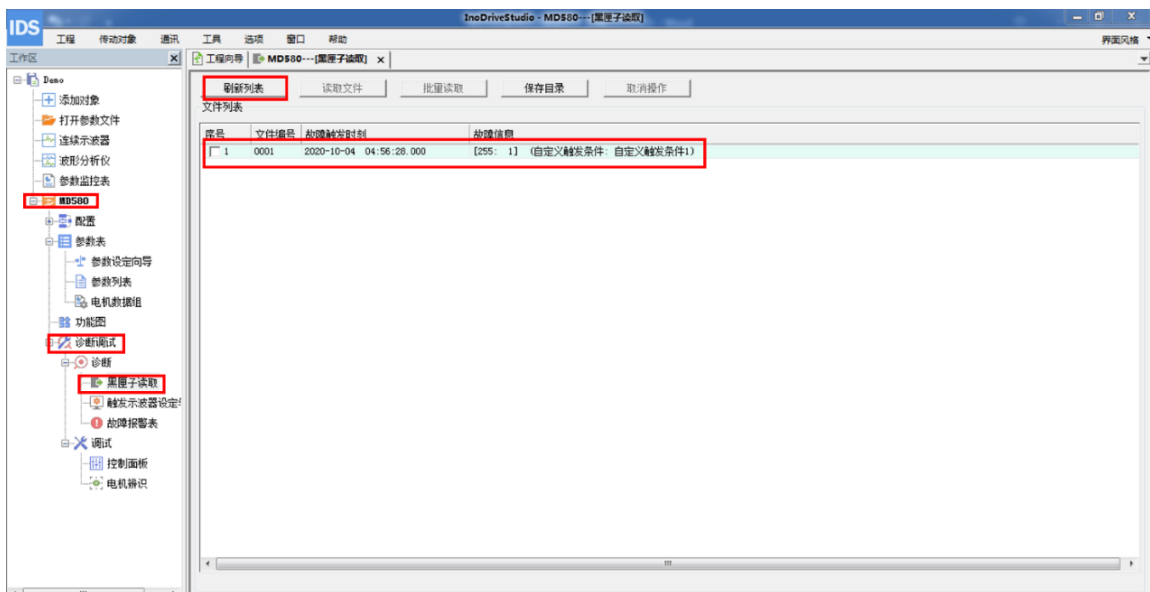 InoDriveStudio - MD580---[黑匣子读取]
IDS
工程 传动对象 通讯 工具 选项 窗口 帮助 界面风格
工作区
工程向导 MD580---[黑匣子读取]
Demo
添加对象
打开参数文件
连续示波器
波形分析仪
参数监控表
MD580
配置
参数表
参数设定向导
参数列表
电机数据组
功能图
诊断调试
诊断
黑匣子读取
触发示波器设定
故障报警表
调试
控制面板
电机辨识
刷新列表 读取文件 批量读取 保存目录 取消操作
文件列表
序号 文件编号 故障触发时刻 故障信息
1 0001 2020-10-04 04:56:28.000 [255: 1] (自定义触发条件: 自定义触发条件1)